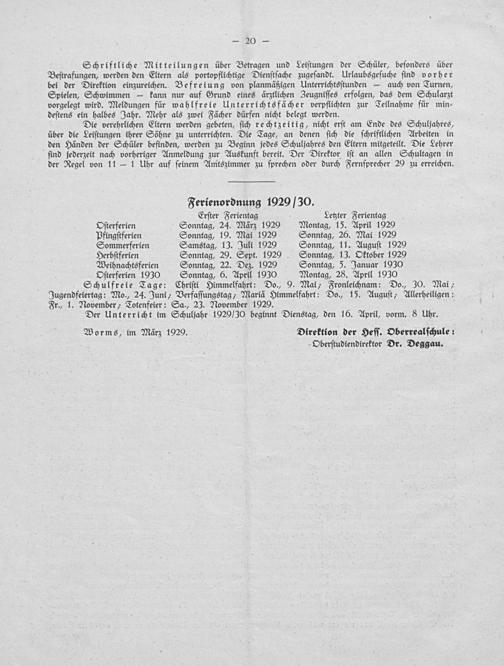 — 20 —
Schriftliche Mitteilungen über Betragen und Leistungen der Schüler, besonders über
Bestrafungen, werden den Eltern als portopflichtige Dienstsache zugesandt. Urlaubsgesuche sind vorher
bei der Direktion einzureichen. Befreiung von planmäßigen Unterrichtsstunden — auch von Turnen,
Spielen, Schwimmen — kann nur auf Grund eines ärztlichen Zeugnisses erfolgen, das dem Schularzt
vorgelegt wird. Meldungen für wahlfreie Unterrichtsfächer verpflichten zur Teilnahme für min-
destens ein halbes Jahr. Mehr als zwei Fächer dürfen nicht belegt werden.
Die verehrlichen Eltern werden gebeten, sich rechtzeitig, nicht erst am Ende des Schuljahres,
über die Leistungen ihrer Söhne zu unterrichten. Die Tage, an denen sich die schriftlichen Arbeiten in
den Händen der Schüler befinden, werden zu Beginn jedes Schuljahres den Eltern mitgeteilt. Die Lehrer
sind jederzeit nach vorheriger Anmeldung zur Auskunft bereit. Der Direktor ist an allen Schultagen in
der Regel von 11 — 1 Uhr auf seinem Amtszimmer zu sprechen oder durch Fernsprecher 29 zu erreichen.
Ferienordnung 1929/30.
Erster Ferientag Letzter Ferientag
Osterferien Sonntag, 24. März 1929 Montag, 15. April 1929
Pfingstferien Sonntag, 19. Mai 1929 Sonntag, 26. Mai 1929
Sommerferien Samstag, 13. Juli 1929 Sonntag, 11. August 1929
Herbstferien Sonntag, 29. Sept. 1929 Sonntag, 13. Oktober 1929
Weihnachtsferien Sonntag, 22. Dez. 1929 Sonntag, 5. Januar 1930
Osterferien 1930 Sonntag, 6. April 1930 Montag, 28. April 1930
Schulfreie Tage: Christi Himmelfahrt: Do., 9. Mai; Fronleichnam: Do., 30. Mai;
Jugendfeiertag: Mo., 24. Juni; Verfassungstag; Mariä Himmelfahrt: Do., 15. August; Allerheiligen:
Fr., 1. November; Totenfeier: Sa., 23. November 1929.
Der Unterricht im Schuljahr 1929/30 beginnt Dienstag, den 16. April, vorm. 8 Uhr.
Worms, im März 1929. Direktion der Hess. Oberrealschule:
Oberstudiendirektor Dr. Deggau.